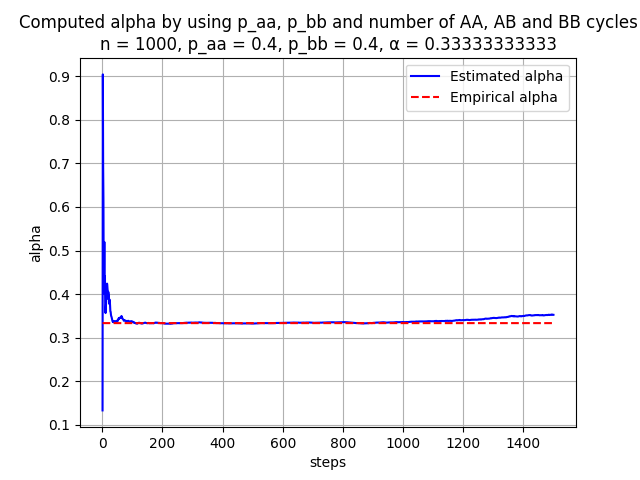 Computed alpha by using p_aa, p_bb and number of AA, AB and BB cycles
n = 1000, p_aa = 0.4, p_bb = 0.4, α = 0.33333333333
Estimated alpha
Empirical alpha
0.9
0.8
0.7
0.6
0.5
0.4
0.3
0.2
0.1
alpha
0 200 400 600 800 1000 1200 1400
steps